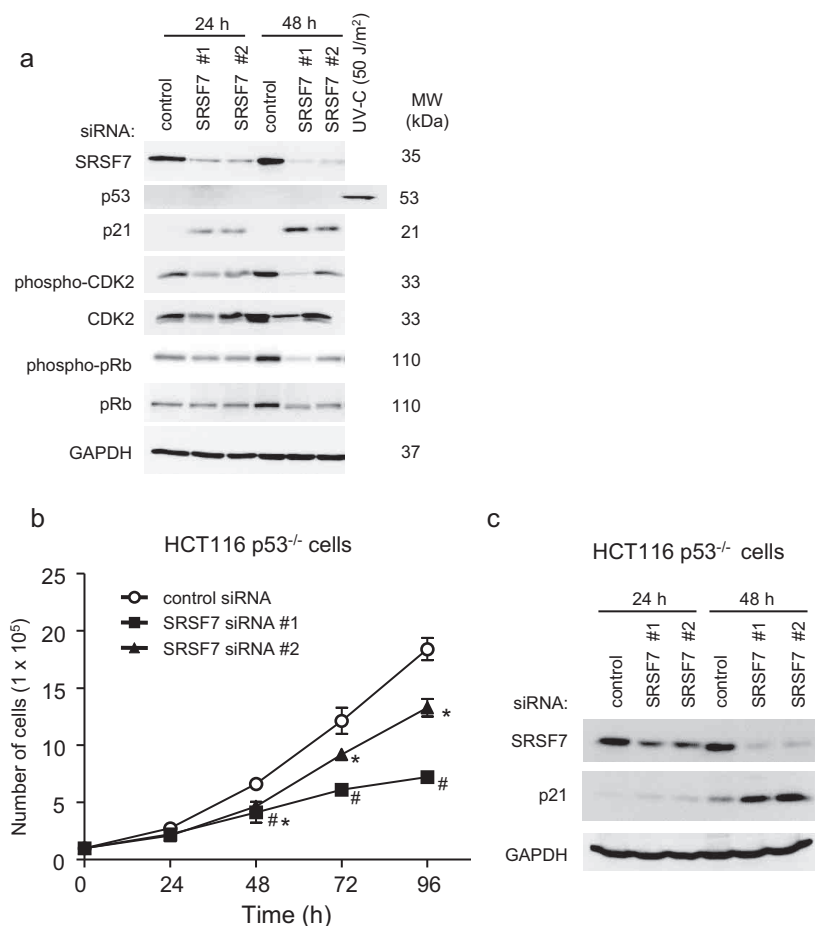 a
24 h 48 h
control
SRSF7 #1
SRSF7 #2
control
SRSF7 #1
SRSF7 #2
UV-C (50 J/m²)
MW
(kDa)
siRNA:
SRSF7 35
p53 53
p21 21
phospho-CDK2 33
CDK2 33
phospho-pRb 110
pRb 110
GAPDH 37
b
HCT116 p53-/- cells
Number of cells (1 x 10⁵)
25
20
15
10
5
0
control siRNA
SRSF7 siRNA #1
SRSF7 siRNA #2
*
#
*
#
# *
0 24 48 72 96
Time (h)
c
HCT116 p53-/- cells
24 h 48 h
control
SRSF7 #1
SRSF7 #2
control
SRSF7 #1
SRSF7 #2
siRNA:
SRSF7
p21
GAPDH